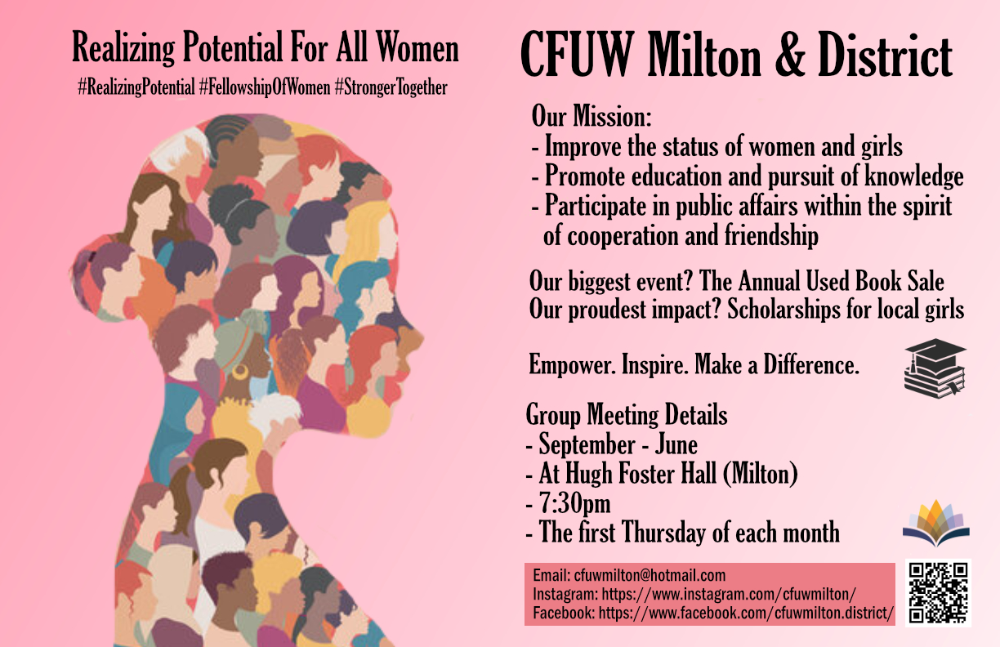 Realizing Potential For All Women
#RealizingPotential #FellowshipOfWomen #StrongerTogether
CFUW Milton & District
Our Mission:
- Improve the status of women and girls
- Promote education and pursuit of knowledge
- Participate in public affairs within the spirit
of cooperation and friendship
Our biggest event? The Annual Used Book Sale
Our proudest impact? Scholarships for local girls
Empower. Inspire. Make a Difference.
Group Meeting Details
- September - June
- At Hugh Foster Hall (Milton)
- 7:30pm
- The first Thursday of each month
Email: cfuwmilton@hotmail.com
Instagram: https://www.instagram.com/cfuwmilton/
Facebook: https://www.facebook.com/cfuwmilton.district/